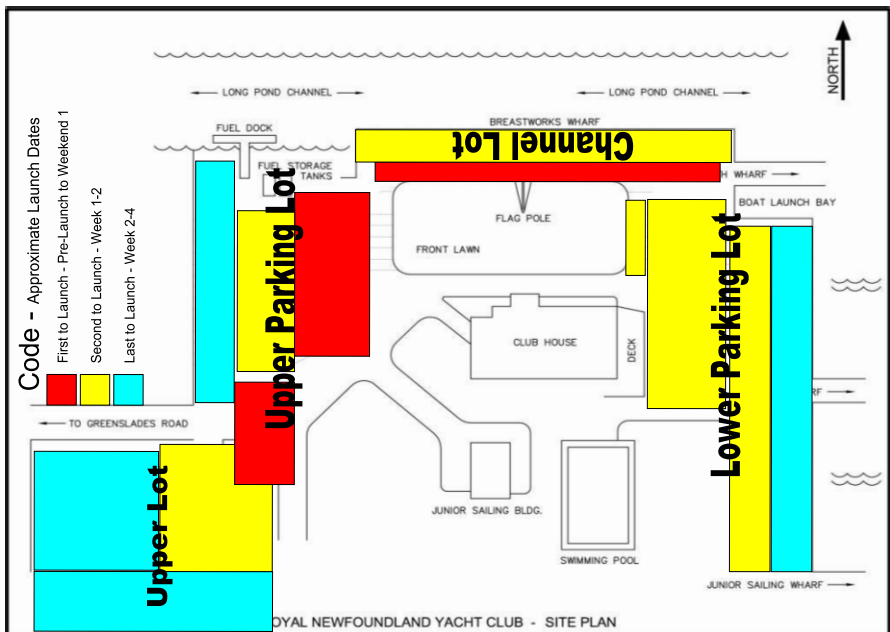 NORTH
LONG POND CHANNEL
LONG POND CHANNEL
Code - Approximate Launch Dates
First to Launch - Pre-Launch to Weekend 1
Second to Launch - Week 1-2
Last to Launch - Week 2-4
BREASTWORKS WHARF
Channel Lot
FUEL DOCK
FUEL STORAGE
TANKS
H WHARF
BOAT LAUNCH BAY
Upper Parking Lot
FLAG POLE
FRONT LAWN
Lower Parking Lot
CLUB HOUSE
DECK
RF
TO GREENSLADES ROAD
Upper Lot
JUNIOR SAILING BLDG.
SWIMMING POOL
JUNIOR SAILING WHARF
OYAL NEWFOUNDLAND YACHT CLUB - SITE PLAN